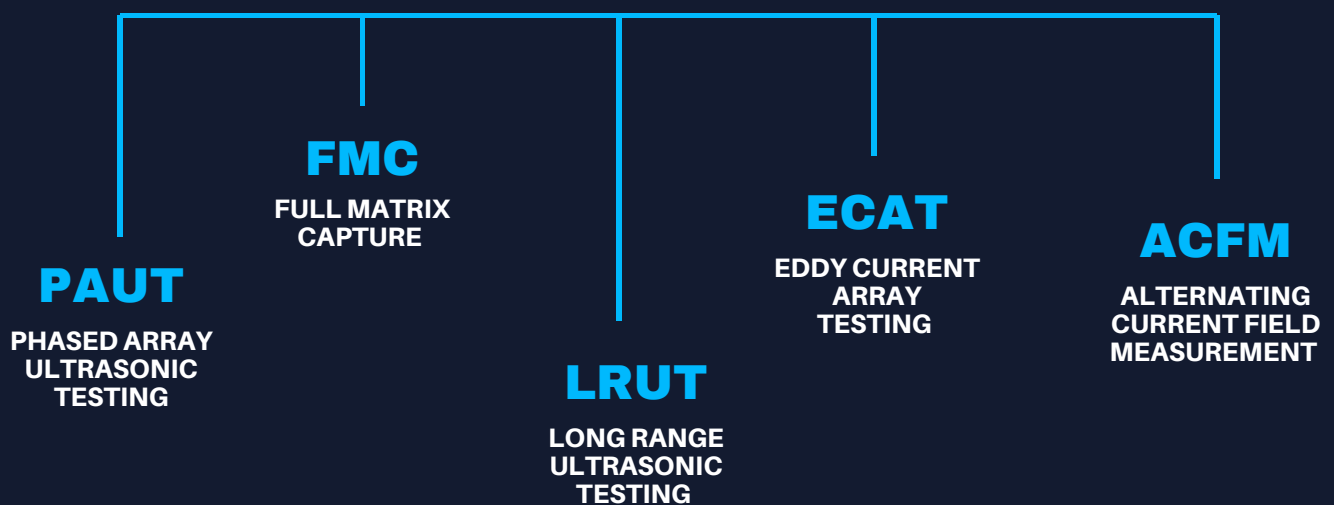 PAUT
PHASED ARRAY
ULTRASONIC
TESTING
FMC
FULL MATRIX
CAPTURE
LRUT
LONG RANGE
ULTRASONIC
TESTING
ECAT
EDDY CURRENT
ARRAY
TESTING
ACFM
ALTERNATING
CURRENT FIELD
MEASUREMENT